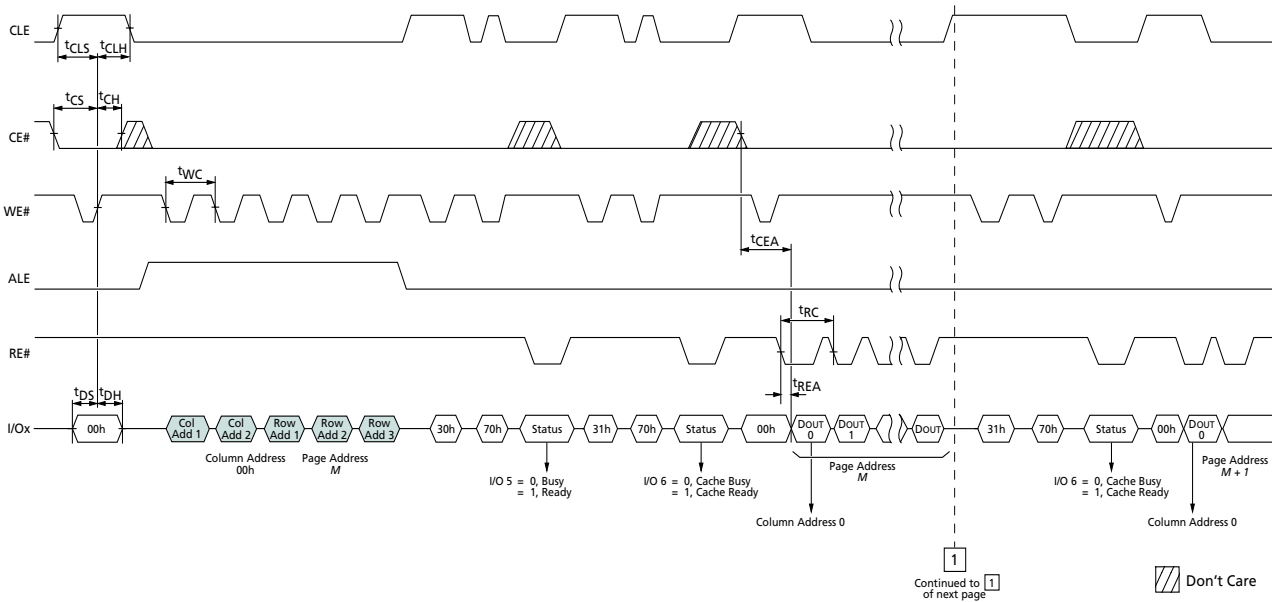 CLE
tCLS tCLH
tCS tCH
CE#
tWC
WE#
tCEA
ALE
tRC
RE#
tREA
tDS tDH
I/Ox
00h
Col Add 1
Col Add 2
Row Add 1
Row Add 2
Row Add 3
30h
70h
Status
31h
70h
Status
00h
DOUT 0
DOUT 1
DOUT
31h
70h
Status
00h
DOUT 0
Column Address 00h
Page Address M
I/O 5 = 0, Busy
= 1, Ready
I/O 6 = 0, Cache Busy
= 1, Cache Ready
Page Address M
Column Address 0
I/O 6 = 0, Cache Busy
= 1, Cache Ready
Page Address M + 1
Column Address 0
1
Continued to 1
of next page
Don't Care